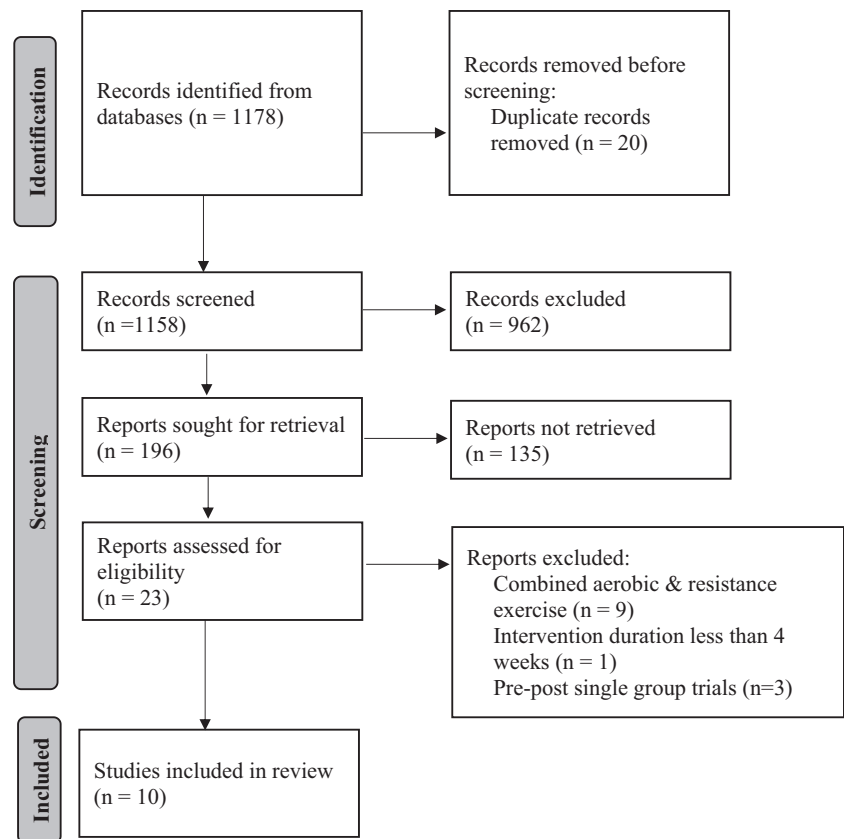 Identification
Records identified from
databases (n = 1178)
Records removed before
screening:
Duplicate records
removed (n = 20)
Screening
Records screened
(n =1158)
Records excluded
(n = 962)
Reports sought for retrieval
(n = 196)
Reports not retrieved
(n = 135)
Reports assessed for
eligibility
(n = 23)
Reports excluded:
Combined aerobic & resistance
exercise (n = 9)
Intervention duration less than 4
weeks (n = 1)
Pre-post single group trials (n=3)
Included
Studies included in review
(n = 10)